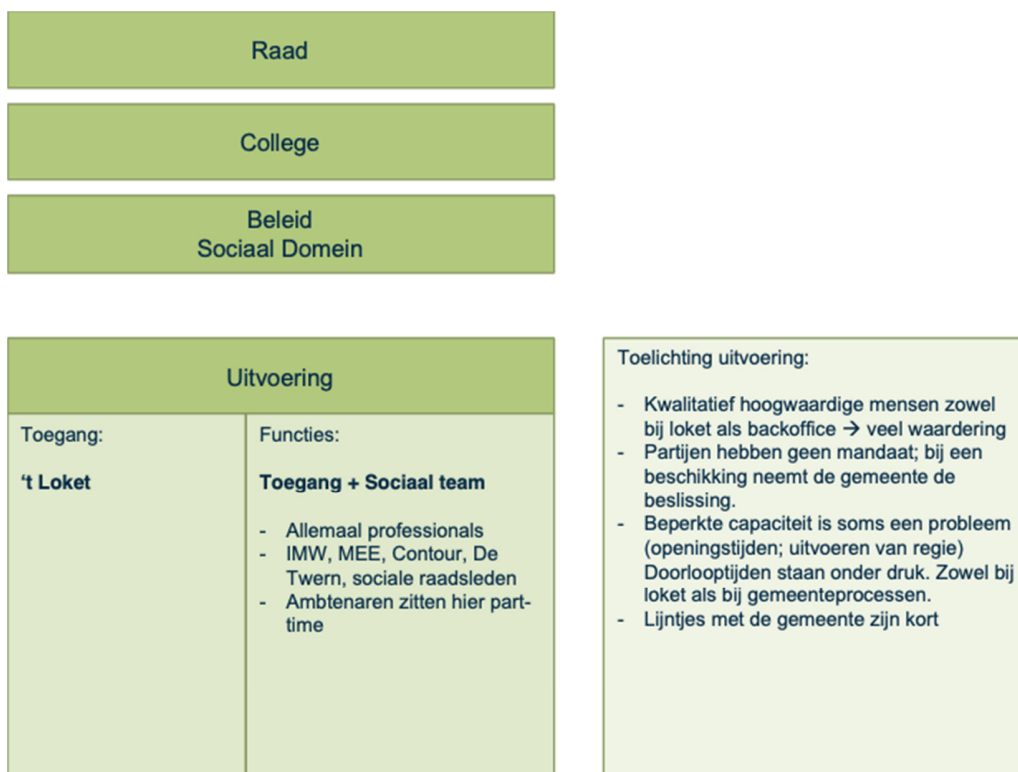 Raad
College
Beleid
Sociaal Domein
Uitvoering
Toegang:
‘t Loket
Functies:
Toegang + Sociaal team
- Allemaal professionals
- IMW, MEE, Contour, De
Twern, sociale raadsleden
- Ambtenaren zitten hier part-
time
Toelichting uitvoering:
- Kwalitatief hoogwaardige mensen zowel
bij loket als backoffice → veel waardering
- Partijen hebben geen mandaat; bij een
beschikking neemt de gemeente de
beslissing.
- Beperkte capaciteit is soms een probleem
(openingstijden; uitvoeren van regie)
Doorlooptijden staan onder druk. Zowel bij
loket als bij gemeenteprocessen.
- Lijntjes met de gemeente zijn kort